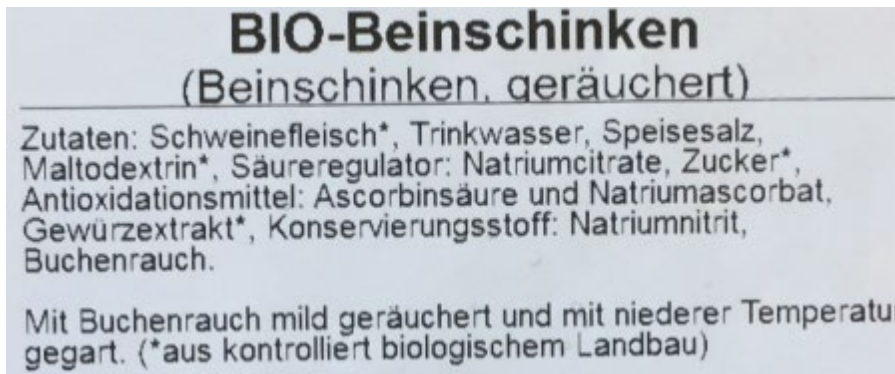 BIO-Beinschinken
(Beinschinken, geräuchert)
Zutaten: Schweinefleisch*, Trinkwasser, Speisesalz,
Maltodextrin*, Säureregulator: Natriumcitrate, Zucker*,
Antioxidationsmittel: Ascorbinsäure und Natriumascorbat,
Gewürzextrakt*, Konservierungsstoff: Natriumnitrit,
Buchenrauch.
Mit Buchenrauch mild geräuchert und mit niederer Temperatu
gegart. (*aus kontrolliert biologischem Landbau)